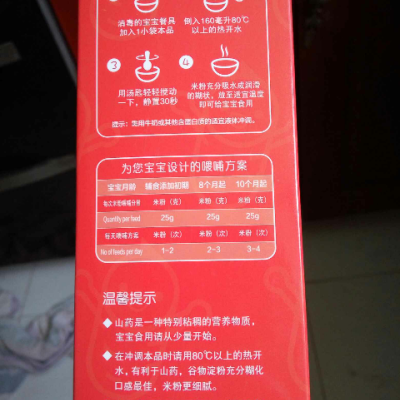 消毒的宝宝餐具
加入1小袋本品
倒入160毫升80℃
以上的热开水
3
4
用汤匙轻轻搅动
一下,静置30秒
米粉充分吸水成润滑
的糊状,放至适宜温度
即可给宝宝食用
为您宝宝设计的喂哺方案
宝宝月龄 辅食添加初期 8个月起 10个月起
米粉(克) 米粉(克) 米粉(克)
Quantity per feed 25g 25g 25g
每天喂哺方案 米粉(次) 米粉(次) 米粉(次)
No of feeds per day 1-2 2-3 3-4
温馨提示
◆山药是一种特别粘稠的营养物质,
宝宝食用请从少量开始。
◆在冲调本品时请用80℃以上的热开
水,有利于山药,谷物淀粉充分糊化
口感最佳,米粉更细腻。